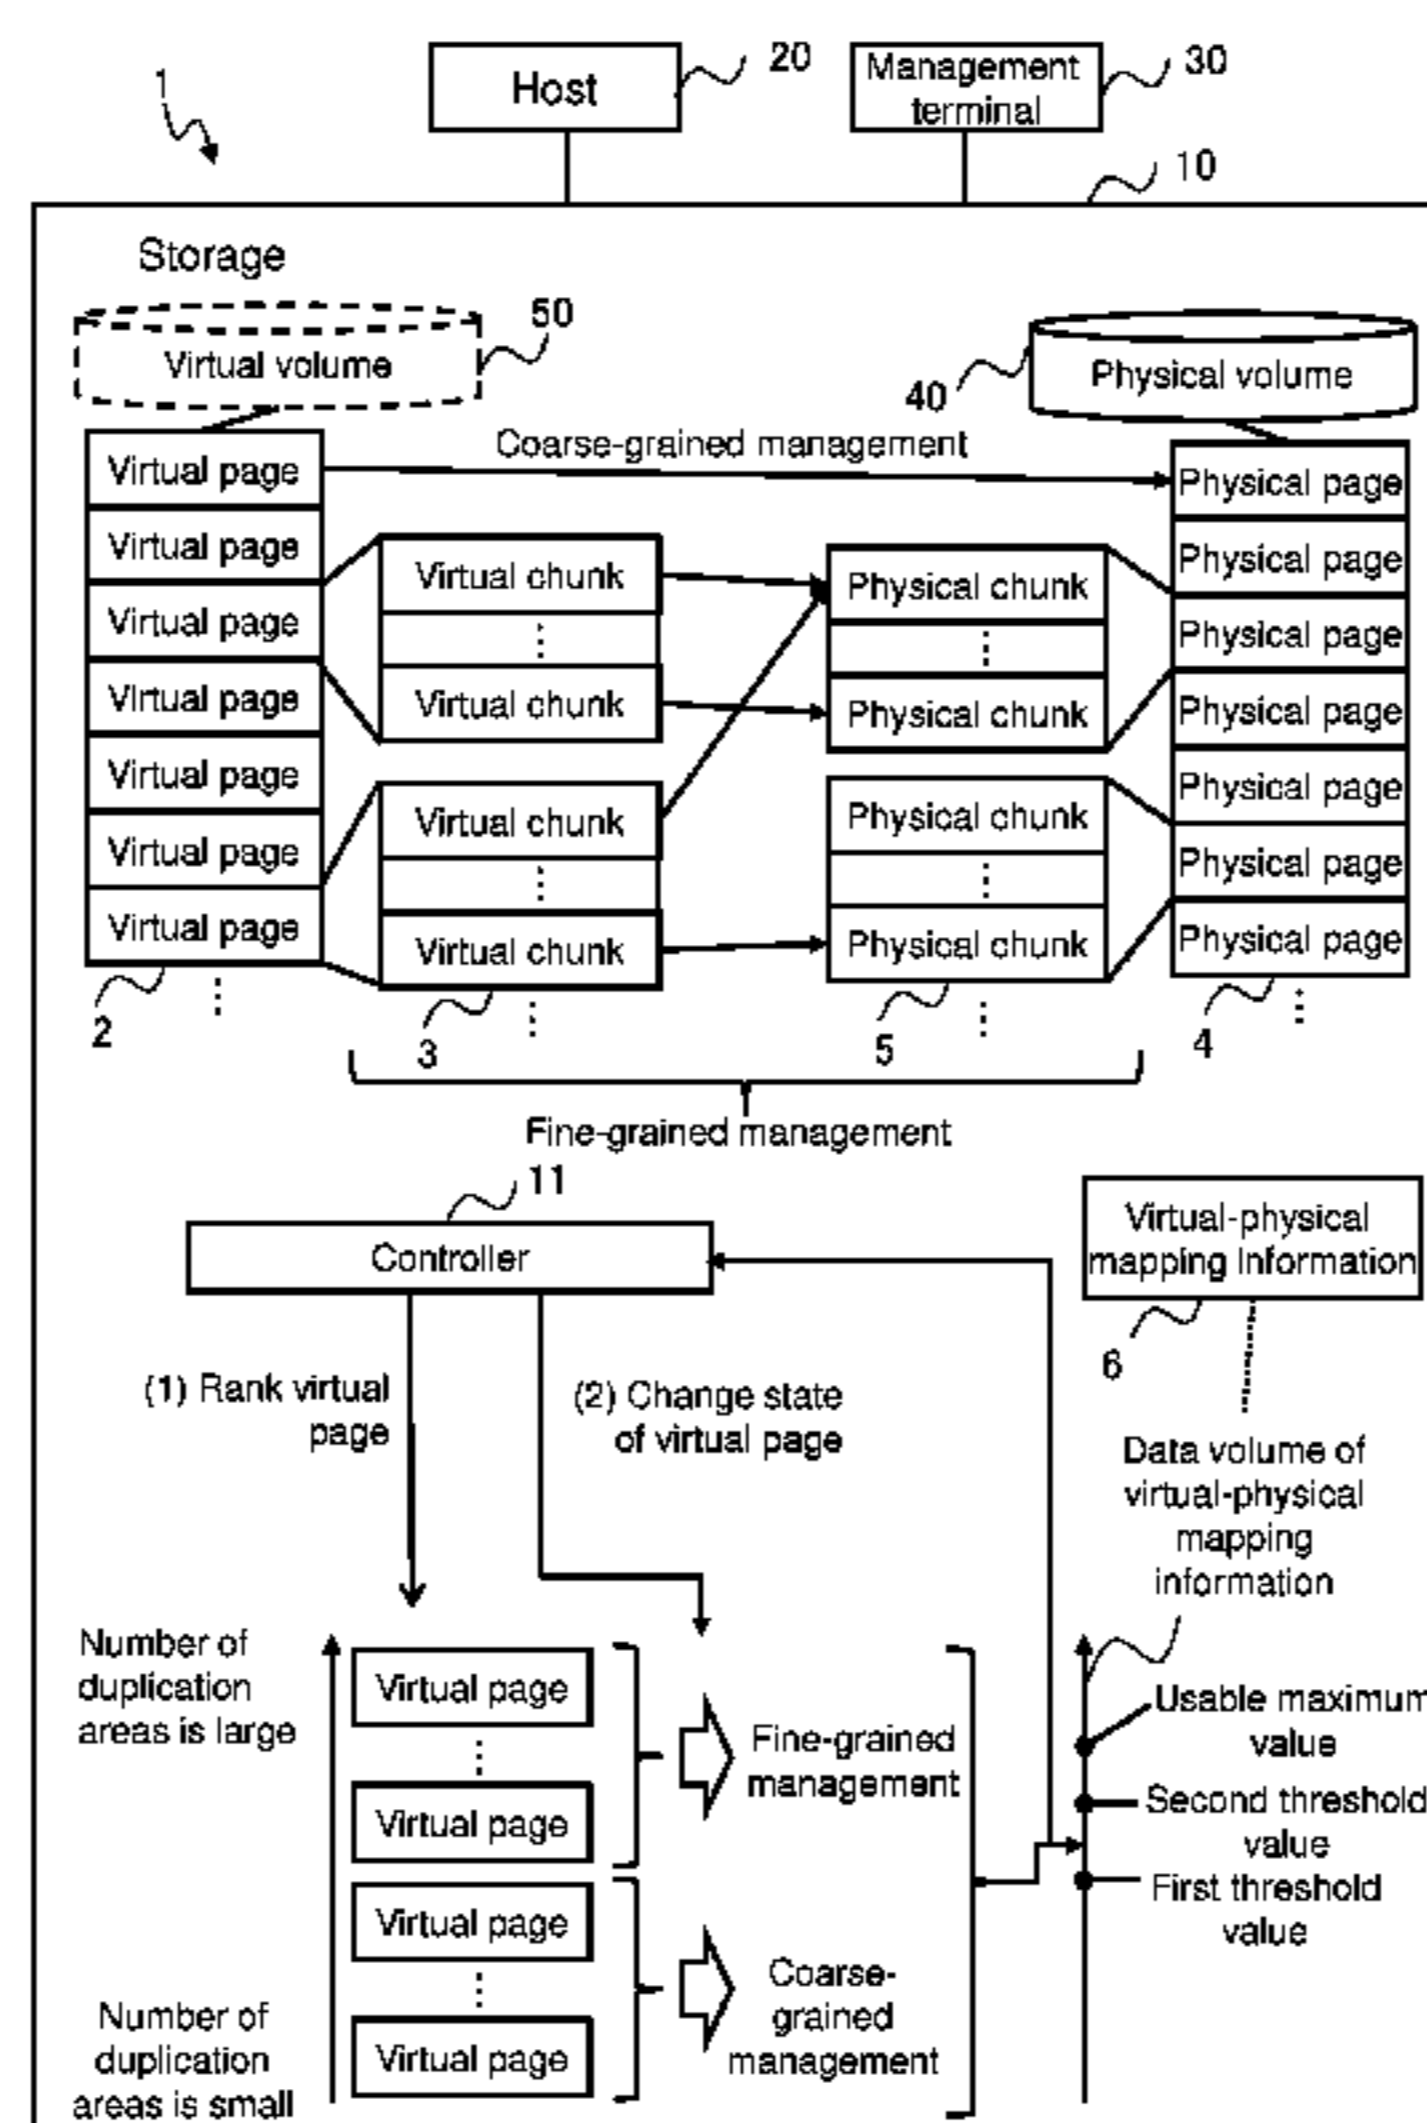 1
Host
20
Management
terminal
30
10
Storage
Virtual volume
50
40
Physical volume
Coarse-grained management
Virtual page
Virtual page
Virtual page
Virtual page
Virtual page
Virtual page
Virtual page
2
Virtual chunk
Virtual chunk
Virtual chunk
Virtual chunk
3
Physical chunk
Physical chunk
Physical chunk
Physical chunk
5
Physical page
Physical page
Physical page
Physical page
Physical page
Physical page
Physical page
4
Fine-grained management
11
Controller
Virtual-physical
mapping Information
6
(1) Rank virtual
page
(2) Change state
of virtual page
Data volume of
virtual-physical
mapping
information
Number of
duplication
areas is large
Virtual page
Virtual page
Fine-grained
management
Virtual page
Virtual page
Coarse-
grained
management
Number of
duplication
areas is small
Usable maximum
value
Second threshold
value
First threshold
value